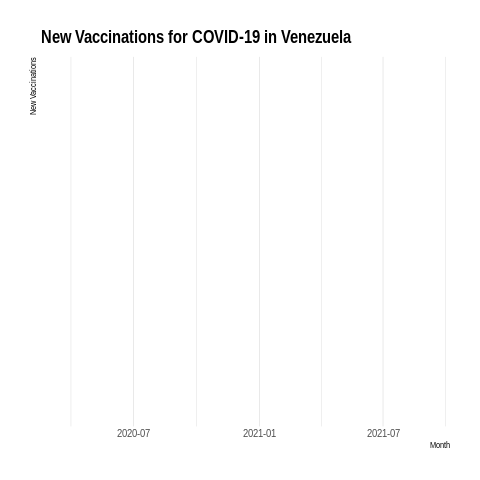 New Vaccinations for COVID-19 in Venezuela
New Vaccinations
2020-07
2021-01
2021-07
Month